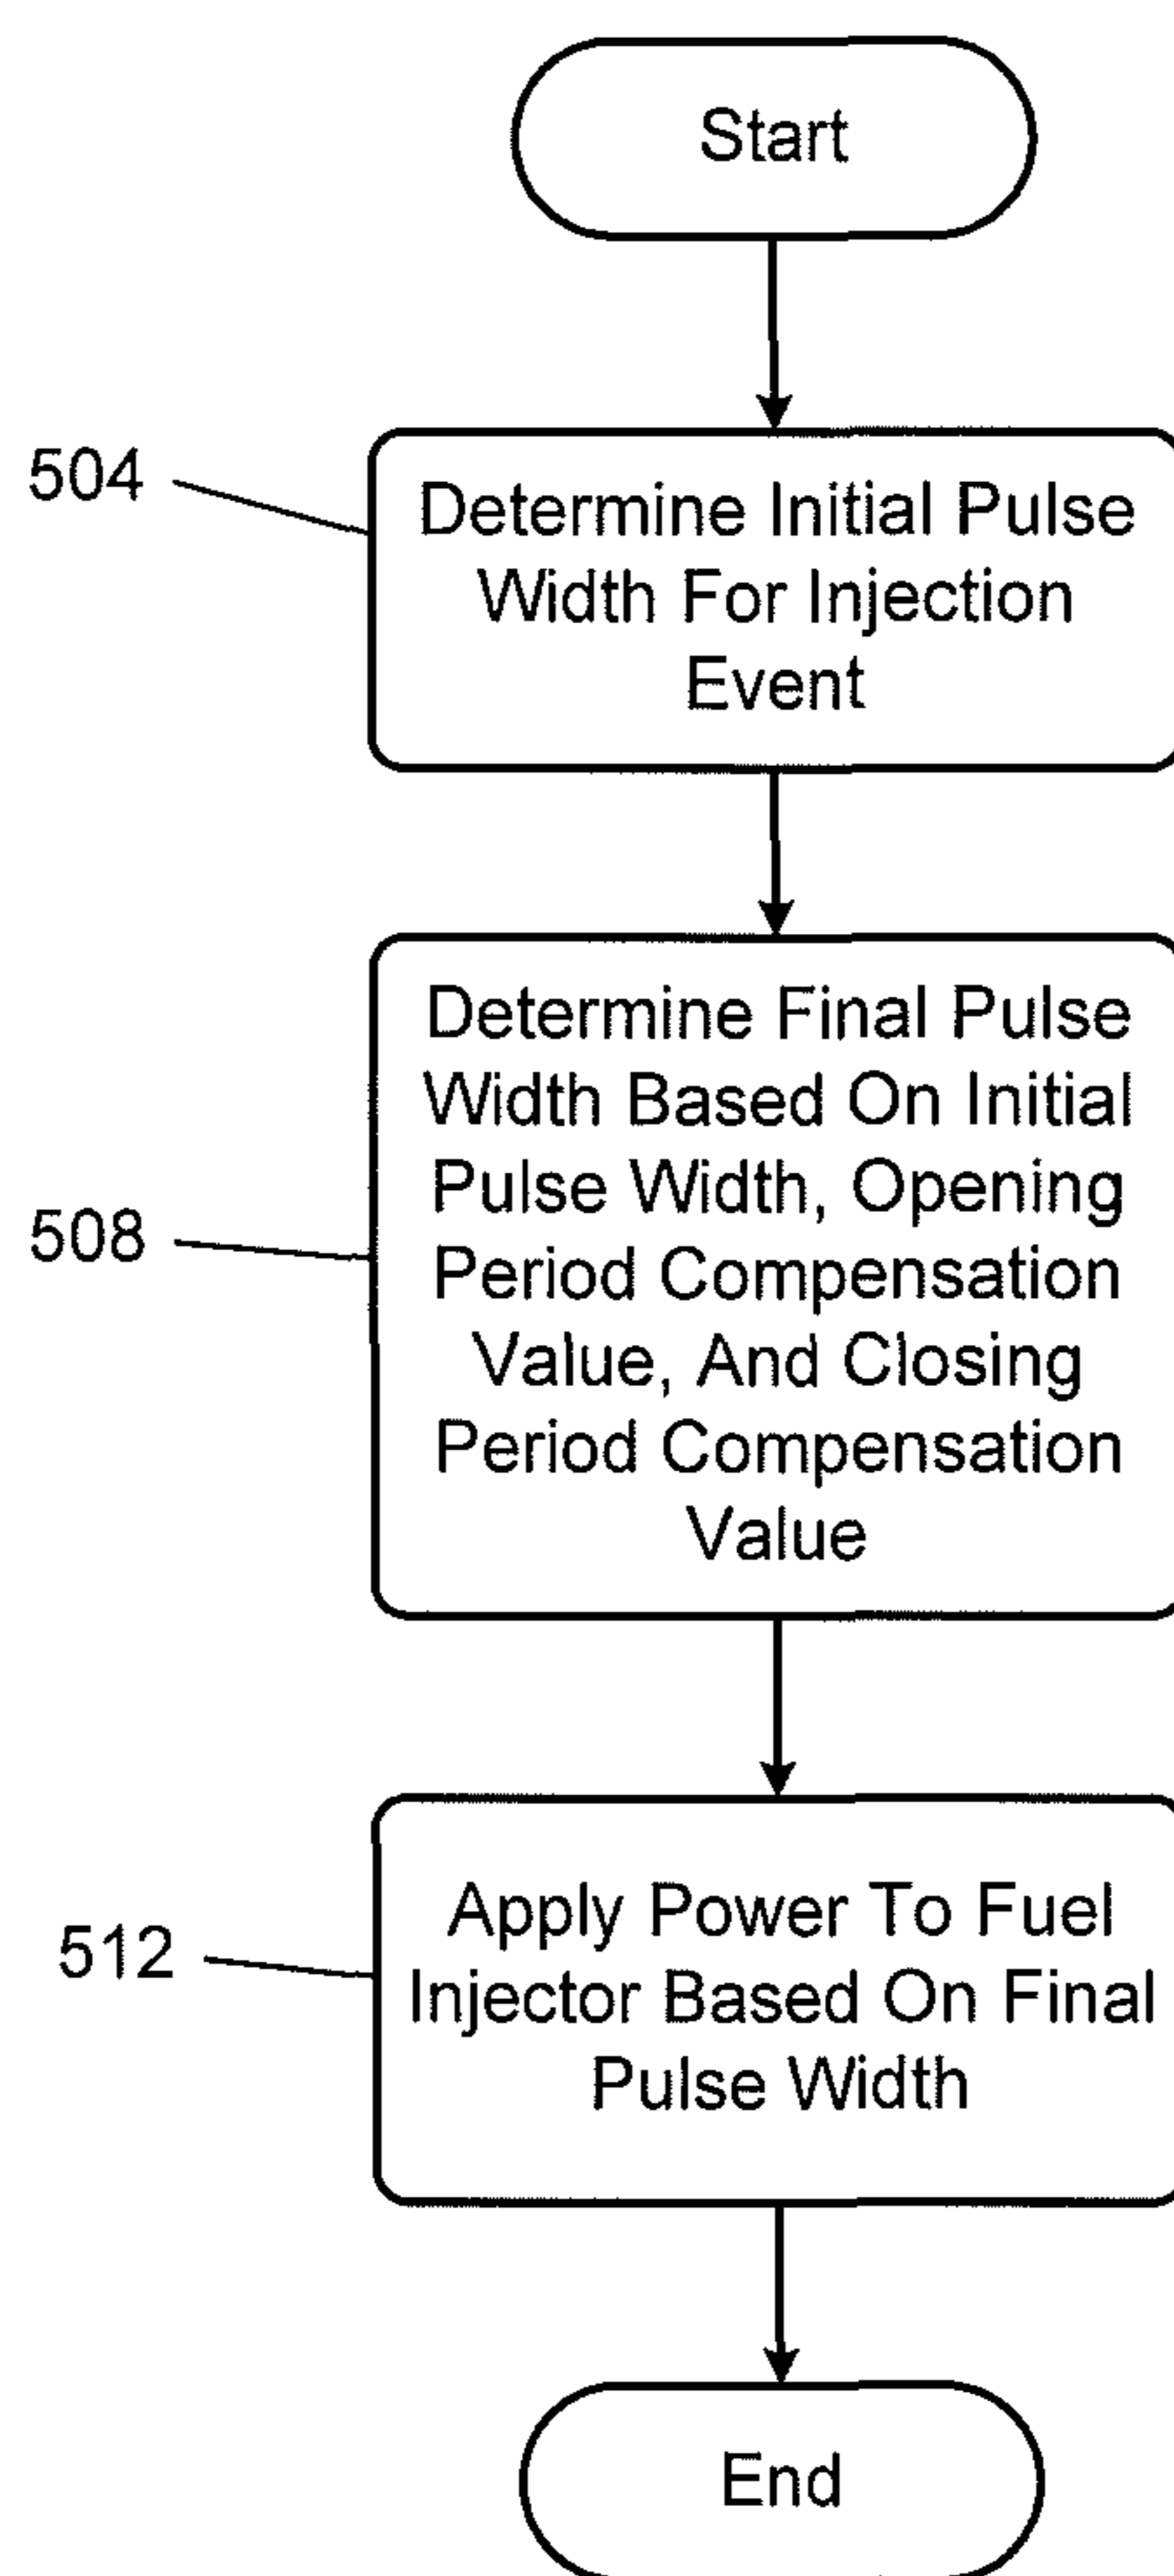 Start
504
Determine Initial Pulse
Width For Injection
Event
508
Determine Final Pulse
Width Based On Initial
Pulse Width, Opening
Period Compensation
Value, And Closing
Period Compensation
Value
512
Apply Power To Fuel
Injector Based On Final
Pulse Width
End